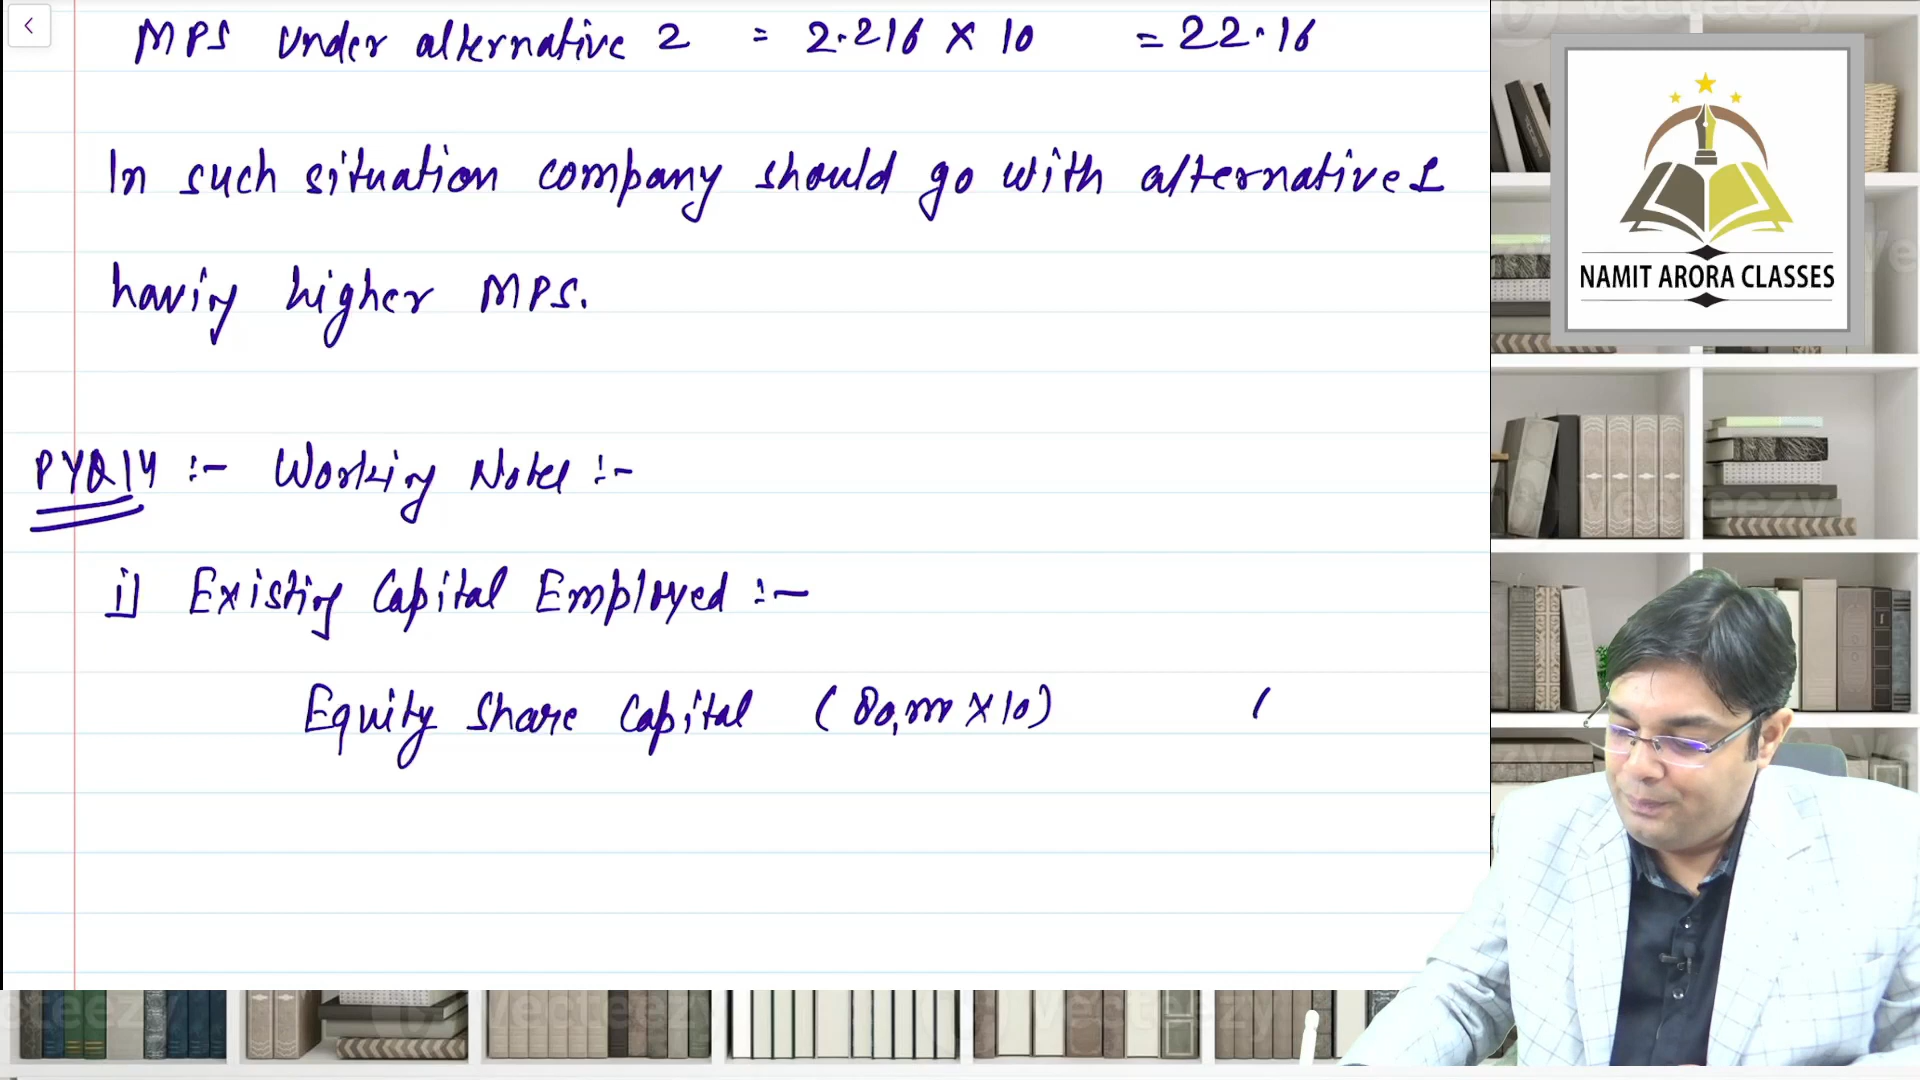 MPS under alternative 2 = 2.216 × 10 = 22.16
In such situation company should go with alternative 1
having higher MPS.
PYQ14 :- Working Notes :-
i) Existing Capital Employed :-
Equity Share Capital (80,000 × 10)
NAMIT ARORA CLASSES